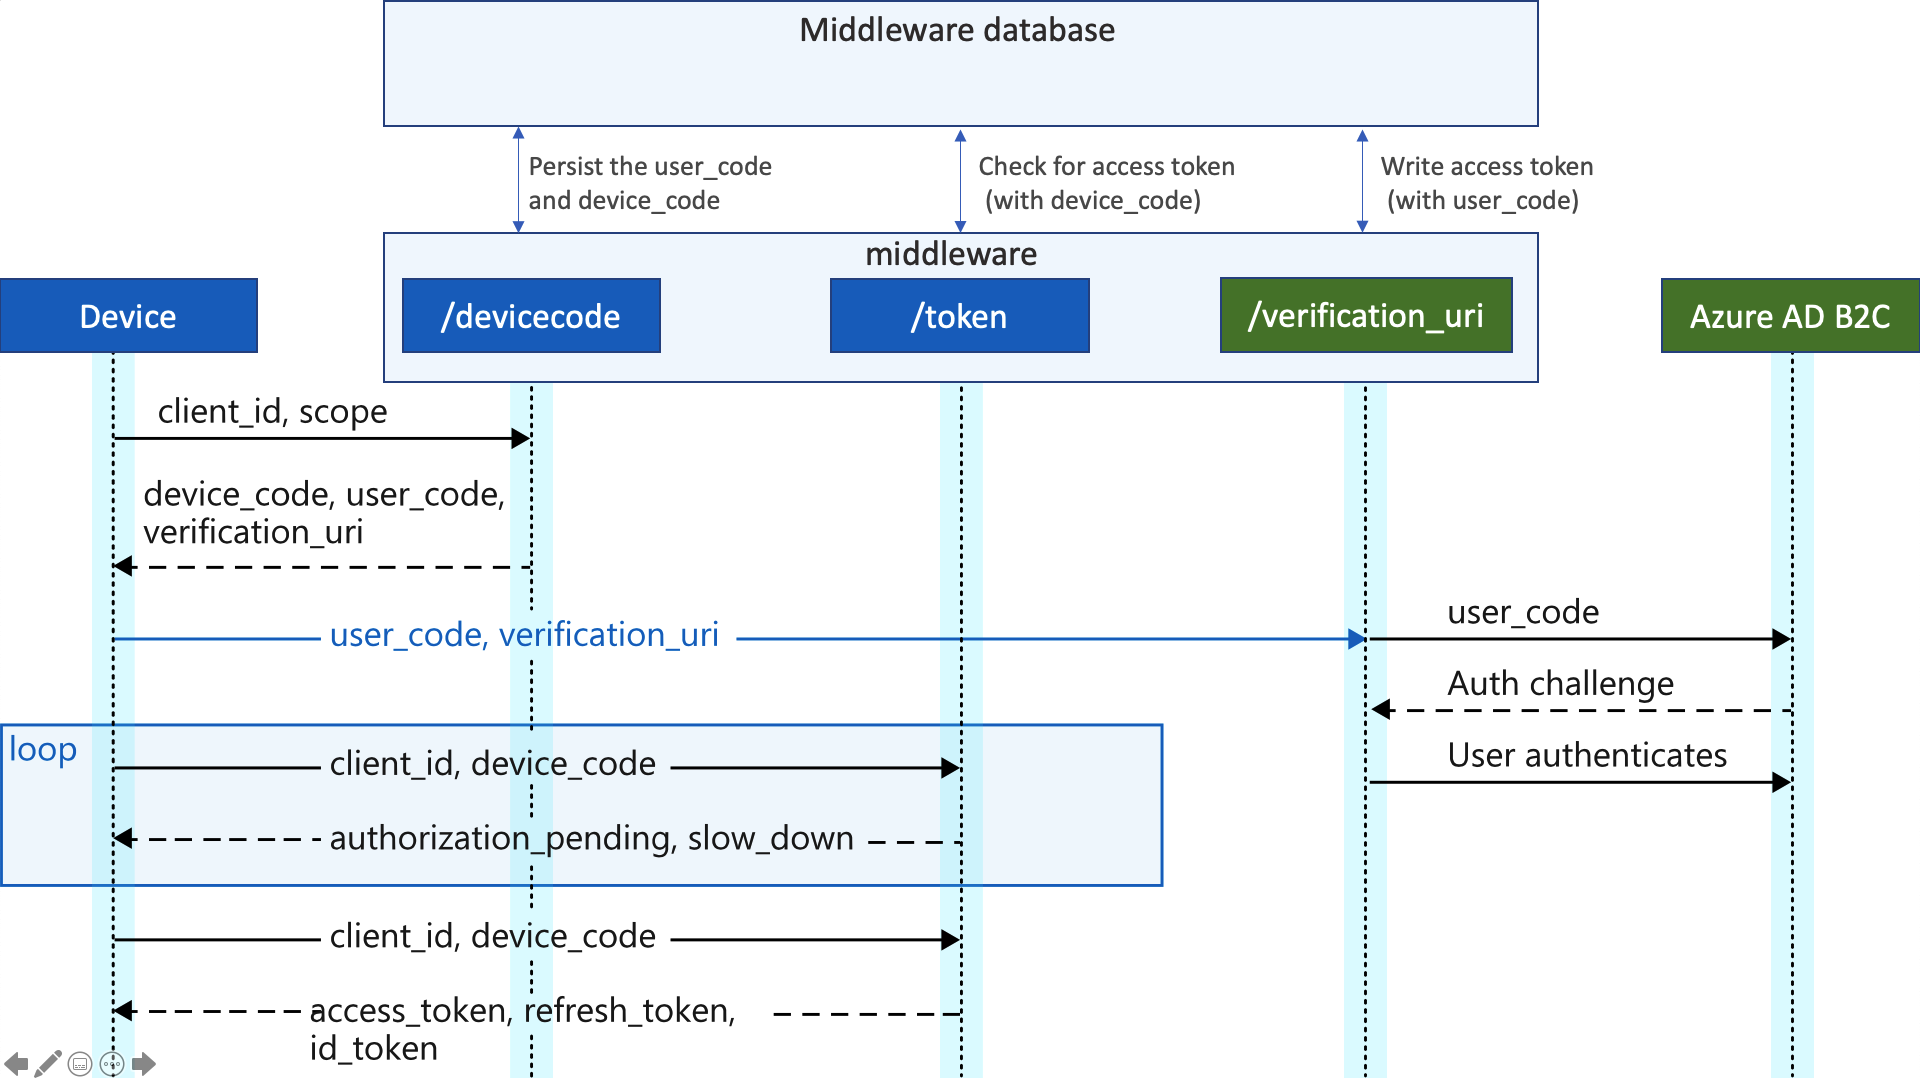 Middleware database
Persist the user_code
and device_code
Check for access token
(with device_code)
Write access token
(with user_code)
middleware
Device
/devicecode
/token
/verification_uri
Azure AD B2C
client_id, scope
device_code, user_code,
verification_uri
user_code, verification_uri
user_code
Auth challenge
User authenticates
loop
client_id, device_code
authorization_pending, slow_down
client_id, device_code
access_token, refresh_token,
id_token